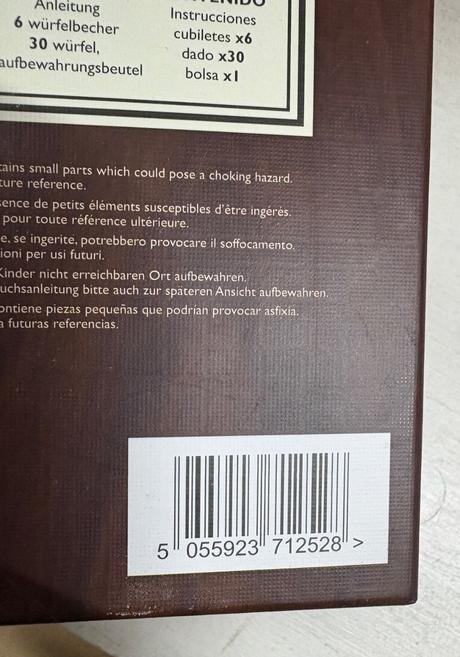 Anleitung
6 würfelbecher
30 würfel,
aufbewahrungsbeutel
Instrucciones
cubiletes x6
dado x30
bolsa x1
tains small parts which could pose a choking hazard.
ture reference.
sence de petits éléments susceptibles d'être ingérés.
pour toute référence ultérieure.
e, se ingerite, potrebbero provocare il soffocamento.
ioni per usi futuri.
Kinder nicht erreichbaren Ort aufbewahren.
uchsanleitung bitte auch zur späteren Ansicht aufbewahren.
ontiene piezas pequeñas que podrían provocar asfixia.
a futuras referencias.
5 055923 712528 >